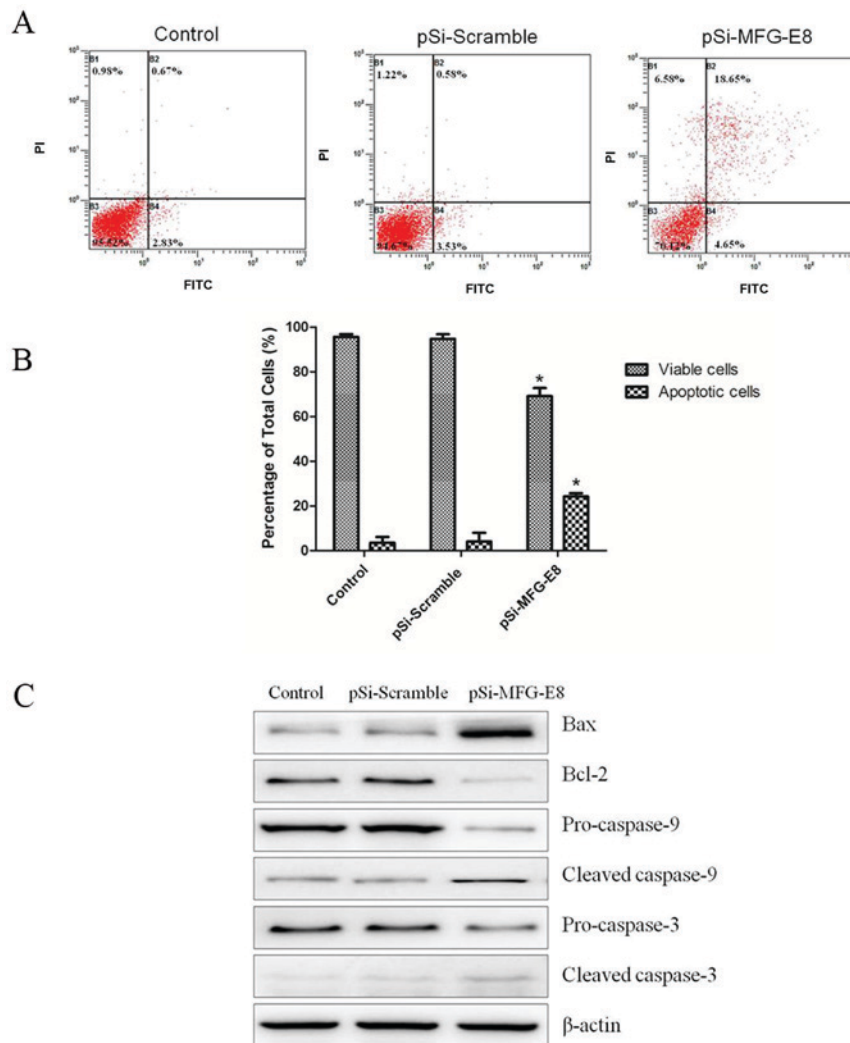 A
Control
pSi-Scramble
pSi-MFG-E8
B1
0.98%
B2
0.67%
B3
B4
2.83%
PI
FITC
B1
1.22%
B2
0.58%
B3
B4
3.53%
PI
FITC
B1
6.58%
B2
18.65%
B3
B4
4.65%
PI
FITC
B
Percentage of Total Cells (%)
100
80
60
40
20
0
* *
Viable cells
Apoptotic cells
Control
pSi-Scramble
pSi-MFG-E8
C
Control pSi-Scramble pSi-MFG-E8
Bax
Bcl-2
Pro-caspase-9
Cleaved caspase-9
Pro-caspase-3
Cleaved caspase-3
β-actin